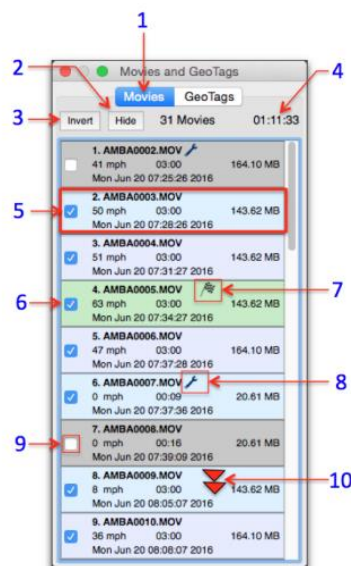 1
2
4
Movies and GeoTags
Movies GeoTags
3
Invert Hide 31 Movies 01:11:33
1. AMBA0002.MOV
41 mph 03:00 164.10 MB
Mon Jun 20 07:25:26 2016
5
2. AMBA0003.MOV
50 mph 03:00 143.62 MB
Mon Jun 20 07:28:26 2016
3. AMBA0004.MOV
51 mph 03:00 143.62 MB
Mon Jun 20 07:31:27 2016
6
4. AMBA0005.MOV
7
63 mph 03:00 143.62 MB
Mon Jun 20 07:34:27 2016
5. AMBA0006.MOV
47 mph 03:00 164.10 MB
Mon Jun 20 07:37:28 2016
6. AMBA0007.MOV
8
0 mph 00:09 20.61 MB
Mon Jun 20 07:37:36 2016
9
7. AMBA0008.MOV
0 mph 00:16 20.61 MB
Mon Jun 20 07:39:09 2016
8. AMBA0009.MOV
10
8 mph 03:00 143.62 MB
Mon Jun 20 08:05:07 2016
9. AMBA0010.MOV
36 mph 03:00 164.10 MB
Mon Jun 20 08:08:07 2016